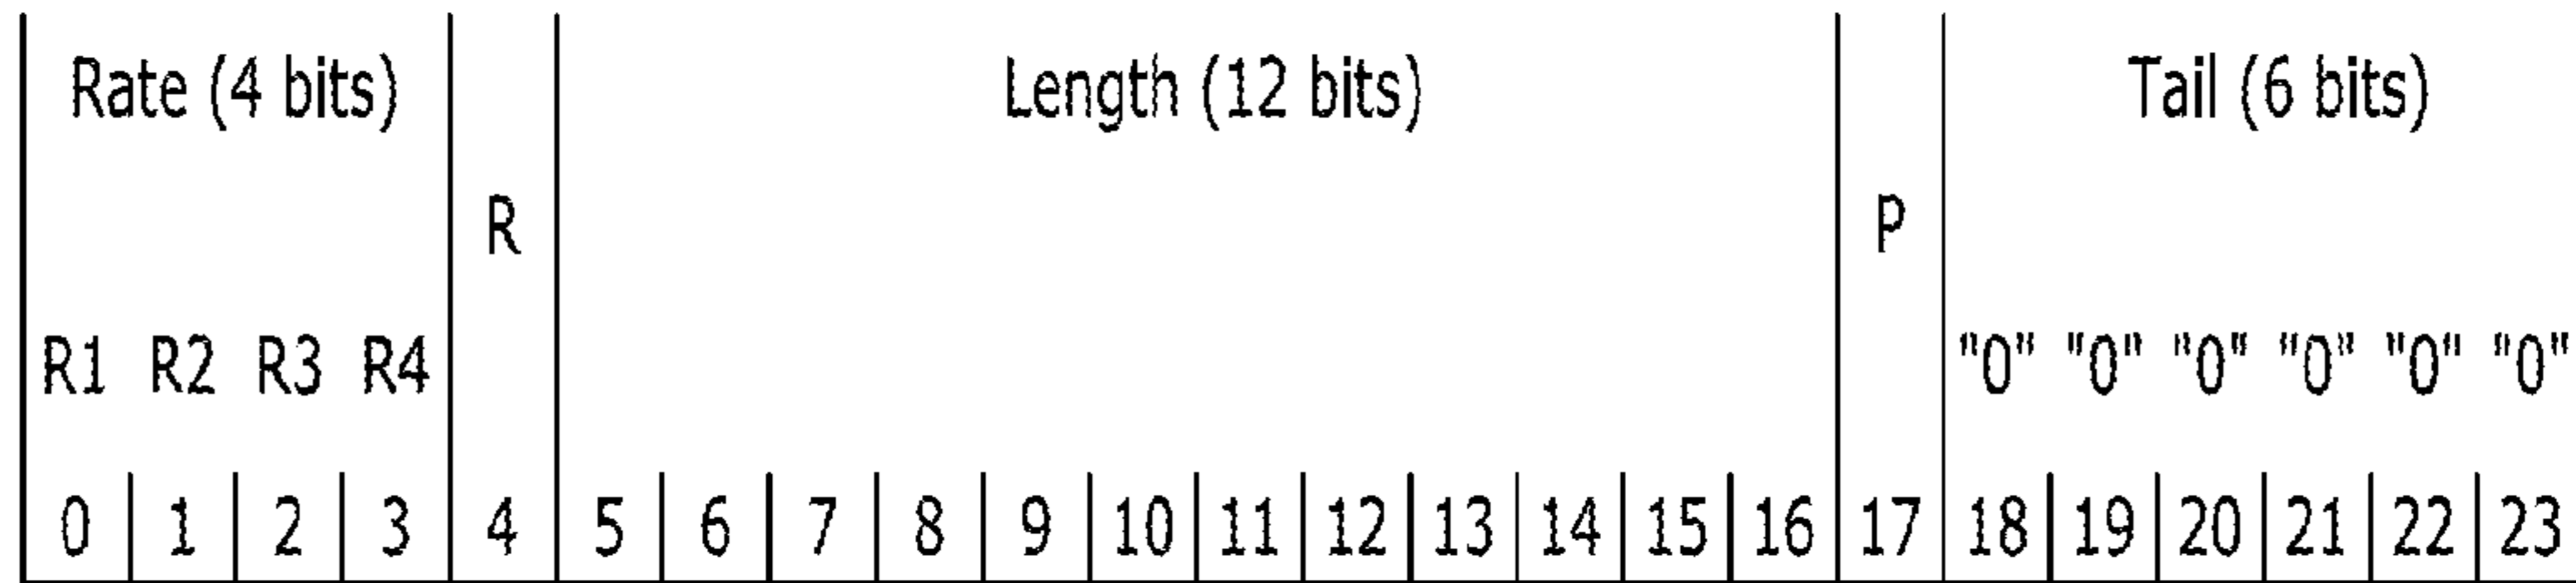 Rate (4 bits) Length (12 bits) Tail (6 bits)
R P
R1 R2 R3 R4 "0" "0" "0" "0" "0" "0"
0 1 2 3 4 5 6 7 8 9 10 11 12 13 14 15 16 17 18 19 20 21 22 23